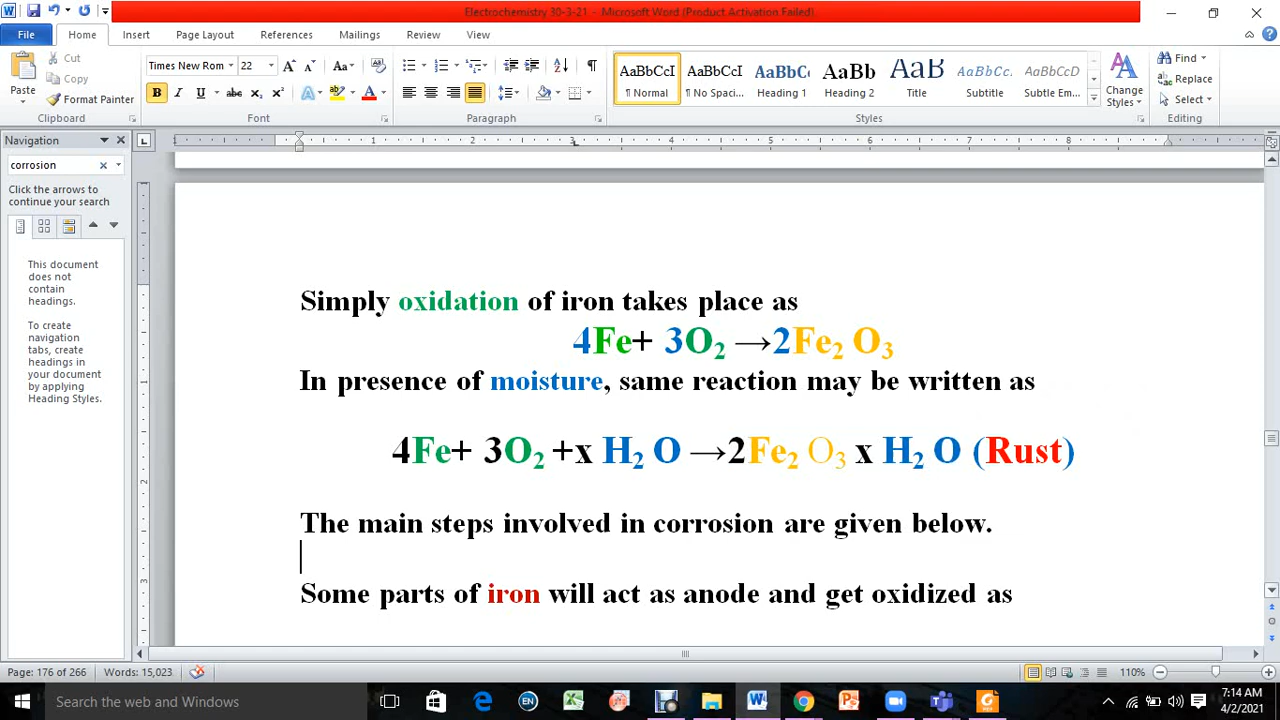 Electrochemistry 30-3-21 - Microsoft Word (Product Activation Failed)
File Home Insert Page Layout References Mailings Review View
Paste
Cut
Copy
Format Painter
Clipboard
Times New Rom 22
Font
Paragraph
AaBbCcI AaBbCcI AaBbCc AaBbCc AaB AaBbCcI AaBbCcD
¶ Normal ¶ No Spaci... Heading 1 Heading 2 Title Subtitle Subtle Em...
Change Styles
Styles
Find
Replace
Select
Editing
Navigation
corrosion
Click the arrows to
continue your search
This document
does not
contain
headings.
To create
navigation
tabs, create
headings in
your document
by applying
Heading Styles.
Simply oxidation of iron takes place as
4Fe+ 3O₂ →2Fe₂ O₃
In presence of moisture, same reaction may be written as
4Fe+ 3O₂ +x H₂ O →2Fe₂ O₃ x H₂ O (Rust)
The main steps involved in corrosion are given below.
Some parts of iron will act as anode and get oxidized as
Page: 176 of 266 Words: 15,023 110%
Search the web and Windows
7:14 AM
4/2/2021